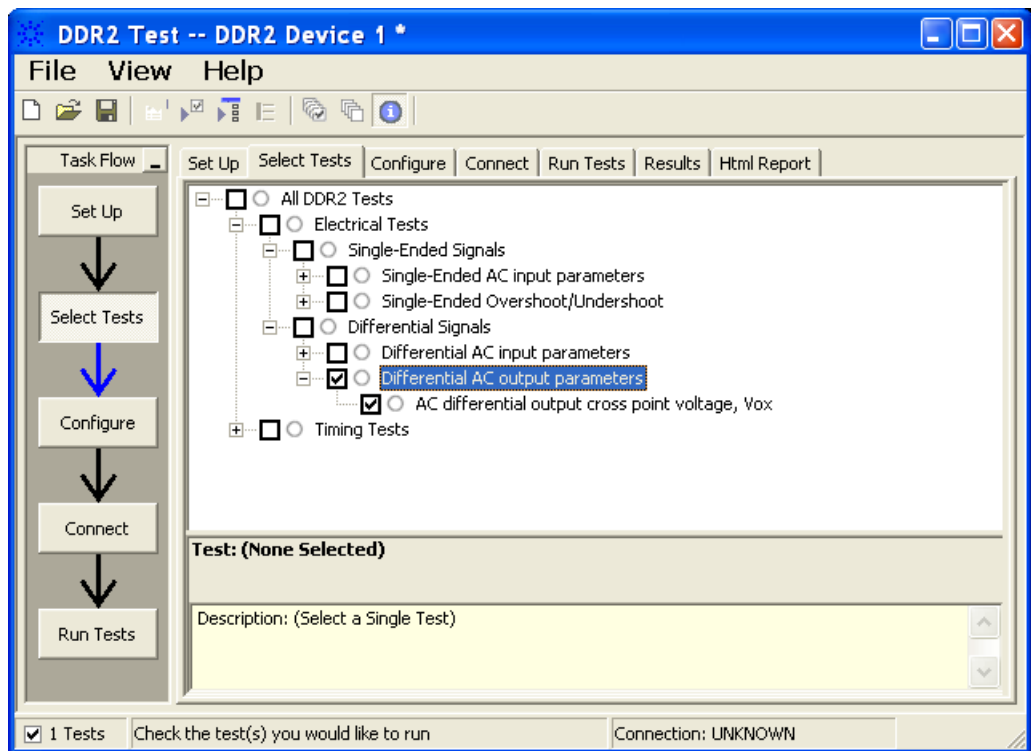 DDR2 Test -- DDR2 Device 1 *
File View Help
Task Flow
Set Up
Select Tests
Configure
Connect
Run Tests
Set Up Select Tests Configure Connect Run Tests Results Html Report
All DDR2 Tests
Electrical Tests
Single-Ended Signals
Single-Ended AC input parameters
Single-Ended Overshoot/Undershoot
Differential Signals
Differential AC input parameters
Differential AC output parameters
AC differential output cross point voltage, Vox
Timing Tests
Test: (None Selected)
Description: (Select a Single Test)
1 Tests Check the test(s) you would like to run Connection: UNKNOWN